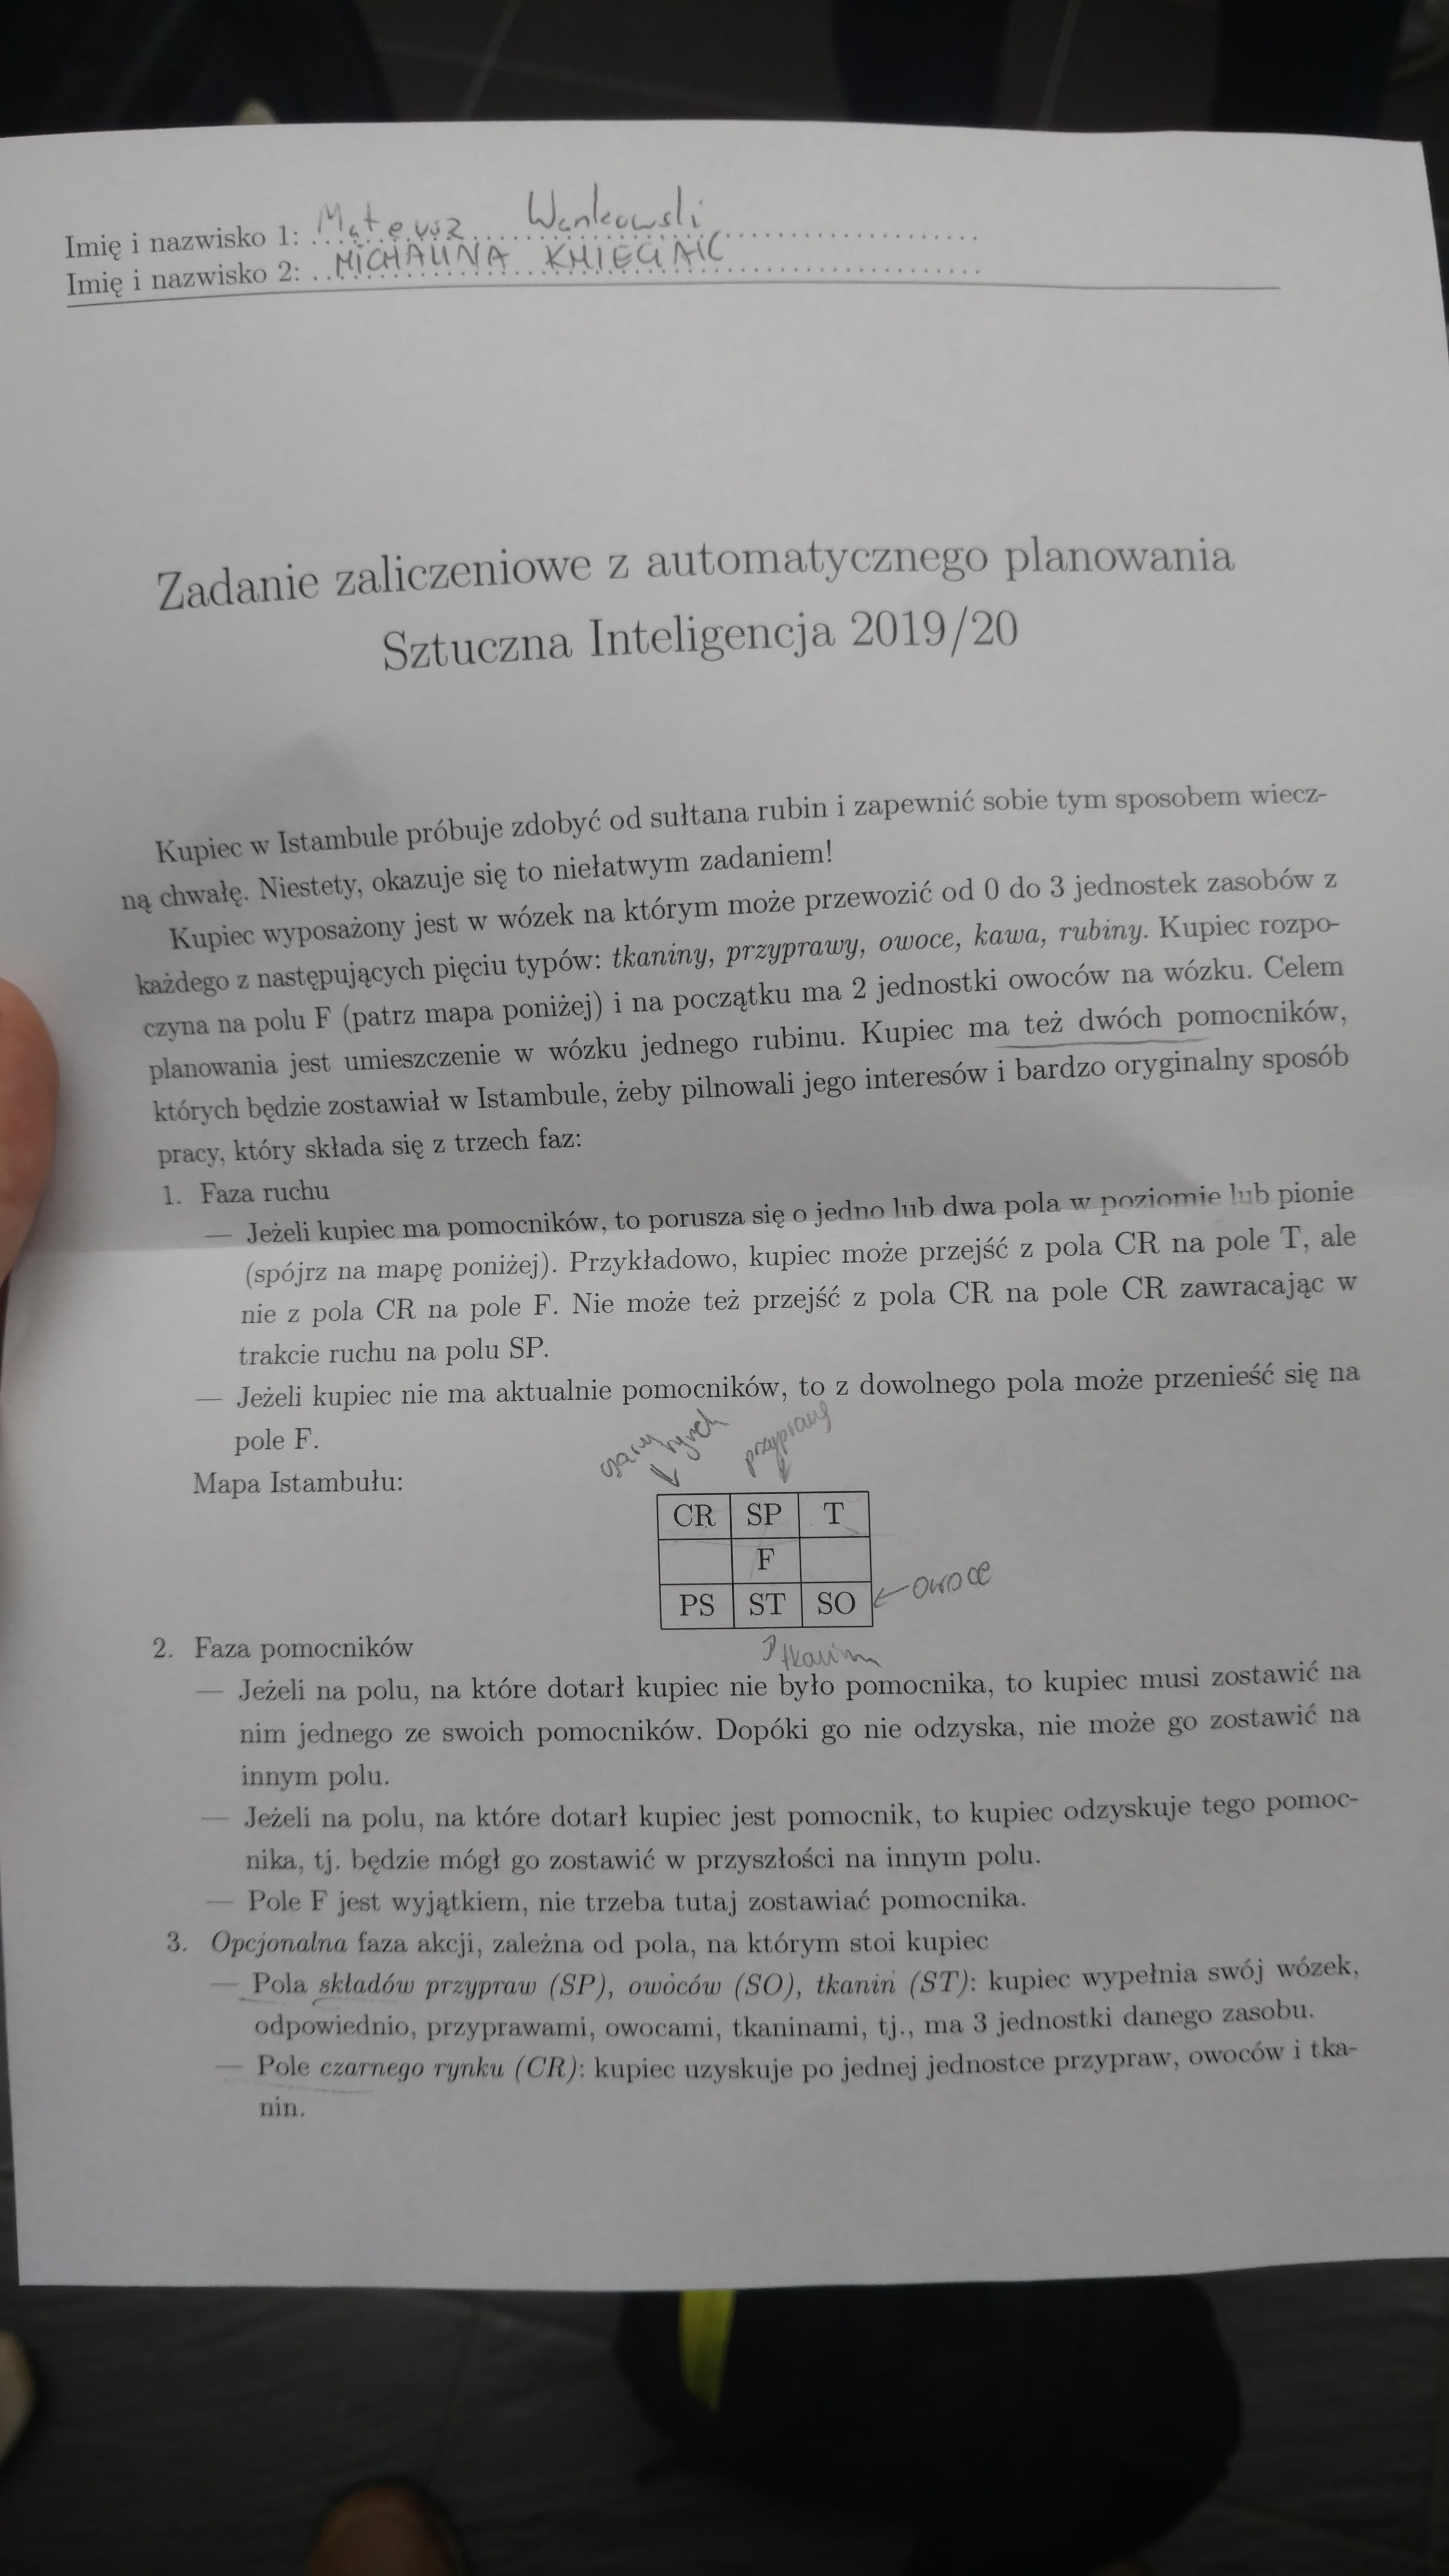 Imię i nazwisko 1: Mateusz Wankowski
Imię i nazwisko 2: MICHALINA KMIECIAK
Zadanie zaliczeniowe z automatycznego planowania
Sztuczna Inteligencja 2019/20
Kupiec w Istambule próbuje zdobyć od sułtana rubin i zapewnić sobie tym sposobem wiecz-
ną chwałę. Niestety, okazuje się to niełatwym zadaniem!
Kupiec wyposażony jest w wózek na którym może przewozić od 0 do 3 jednostek zasobów z
każdego z następujących pięciu typów: tkaniny, przyprawy, owoce, kawa, rubiny. Kupiec rozpo-
czyna na polu F (patrz mapa poniżej) i na początku ma 2 jednostki owoców na wózku. Celem
planowania jest umieszczenie w wózku jednego rubinu. Kupiec ma też dwóch pomocników,
których będzie zostawiał w Istambule, żeby pilnowali jego interesów i bardzo oryginalny sposób
pracy, który składa się z trzech faz:
1. Faza ruchu
— Jeżeli kupiec ma pomocników, to porusza się o jedno lub dwa pola w poziomie lub pionie
(spójrz na mapę poniżej). Przykładowo, kupiec może przejść z pola CR na pole T, ale
nie z pola CR na pole F. Nie może też przejść z pola CR na pole CR zawracając w
trakcie ruchu na polu SP.
— Jeżeli kupiec nie ma aktualnie pomocników, to z dowolnego pola może przenieść się na
pole F.
czarny rynek przyprawy
Mapa Istambułu:
CR SP T
F
PS ST SO
owoce
tkaniny
2. Faza pomocników
— Jeżeli na polu, na które dotarł kupiec nie było pomocnika, to kupiec musi zostawić na
nim jednego ze swoich pomocników. Dopóki go nie odzyska, nie może go zostawić na
innym polu.
— Jeżeli na polu, na które dotarł kupiec jest pomocnik, to kupiec odzyskuje tego pomoc-
nika, tj. będzie mógł go zostawić w przyszłości na innym polu.
— Pole F jest wyjątkiem, nie trzeba tutaj zostawiać pomocnika.
3. Opcjonalna faza akcji, zależna od pola, na którym stoi kupiec
— Pola składów przypraw (SP), owoców (SO), tkanin (ST): kupiec wypełnia swój wózek,
odpowiednio, przyprawami, owocami, tkaninami, tj., ma 3 jednostki danego zasobu.
— Pole czarnego rynku (CR): kupiec uzyskuje po jednej jednostce przypraw, owoców i tka-
nin.